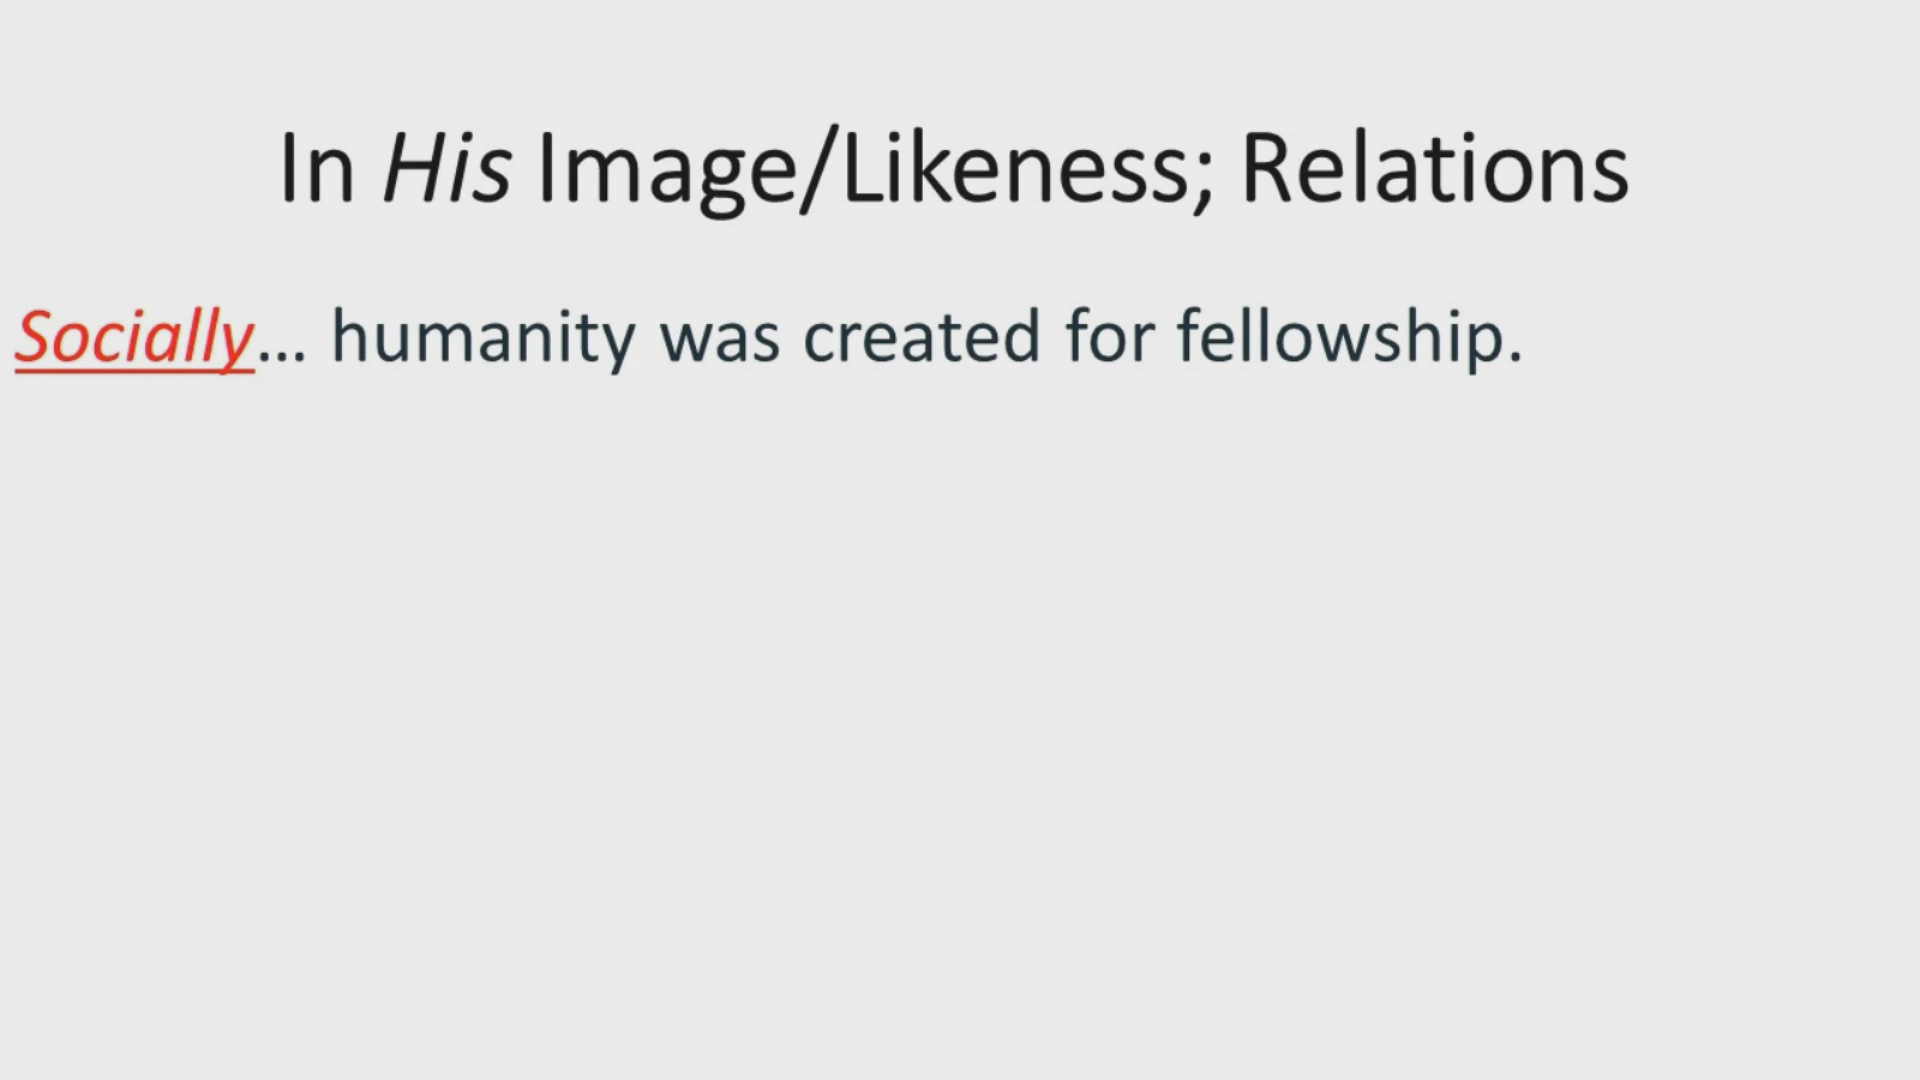 In His Image/Likeness; Relations
Socially... humanity was created for fellowship.